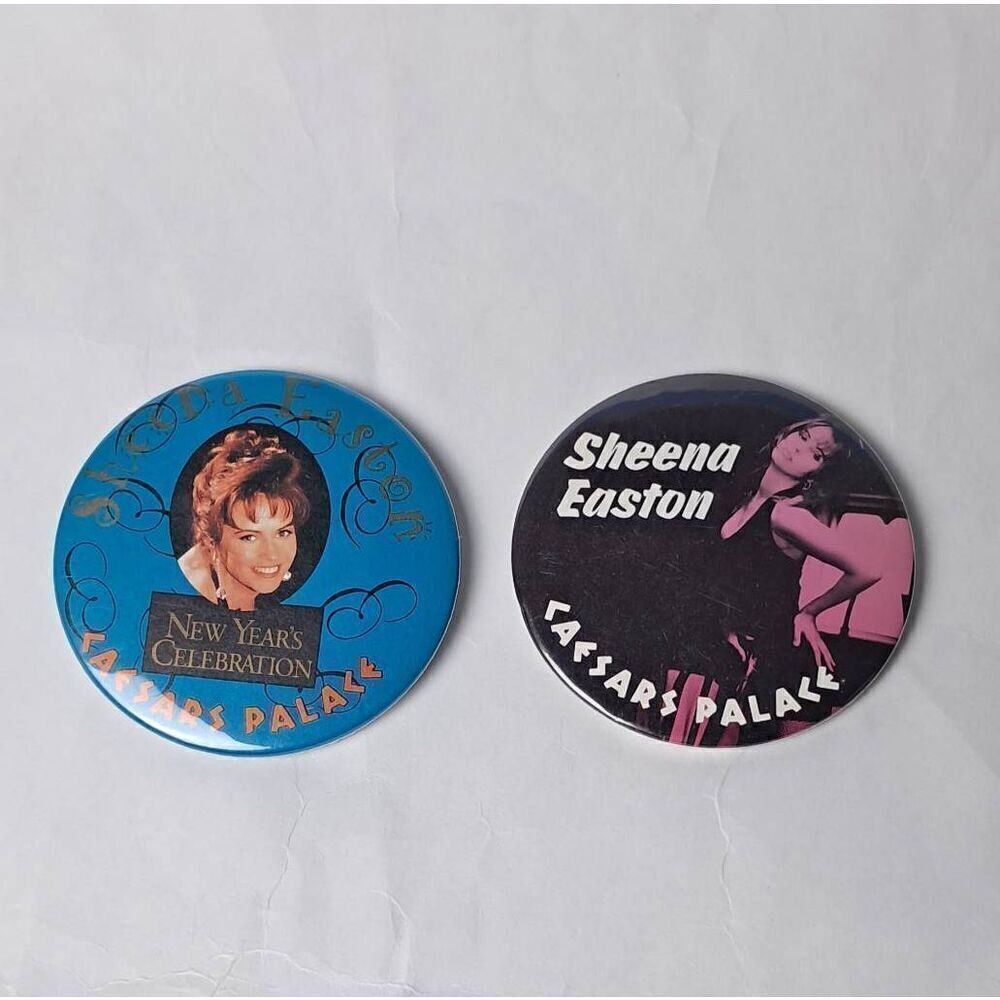 Sheena Easton
NEW YEAR'S
CELEBRATION
CAESARS PALACE
Sheena
Easton
CAESARS PALACE